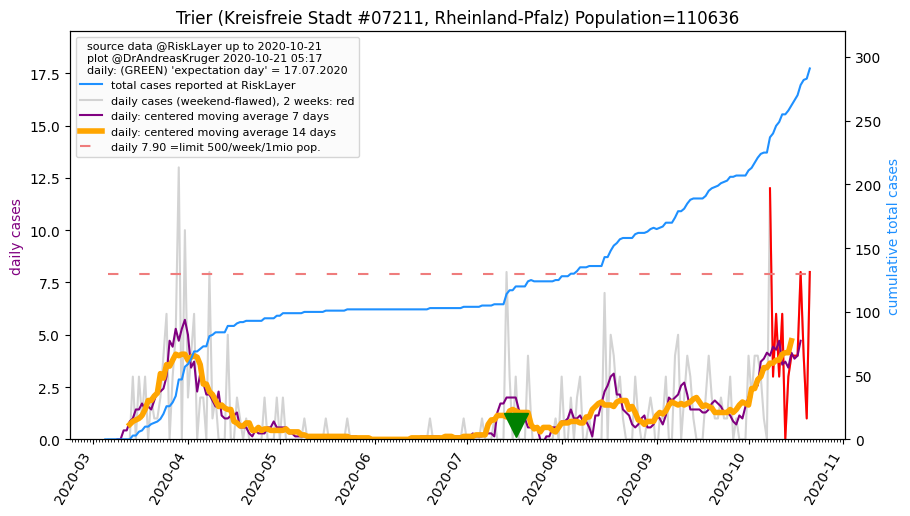 Trier (Kreisfreie Stadt #07211, Rheinland-Pfalz) Population=110636
source data @RiskLayer up to 2020-10-21
plot @DrAndreasKruger 2020-10-21 05:17
daily: (GREEN) 'expectation day' = 17.07.2020
total cases reported at RiskLayer
daily cases (weekend-flawed), 2 weeks: red
daily: centered moving average 7 days
daily: centered moving average 14 days
daily 7.90 =limit 500/week/1mio pop.
daily cases
17.5
15.0
12.5
10.0
7.5
5.0
2.5
0.0
300
250
200
150
100
50
0
cumulative total cases
2020-03
2020-04
2020-05
2020-06
2020-07
2020-08
2020-09
2020-10
2020-11